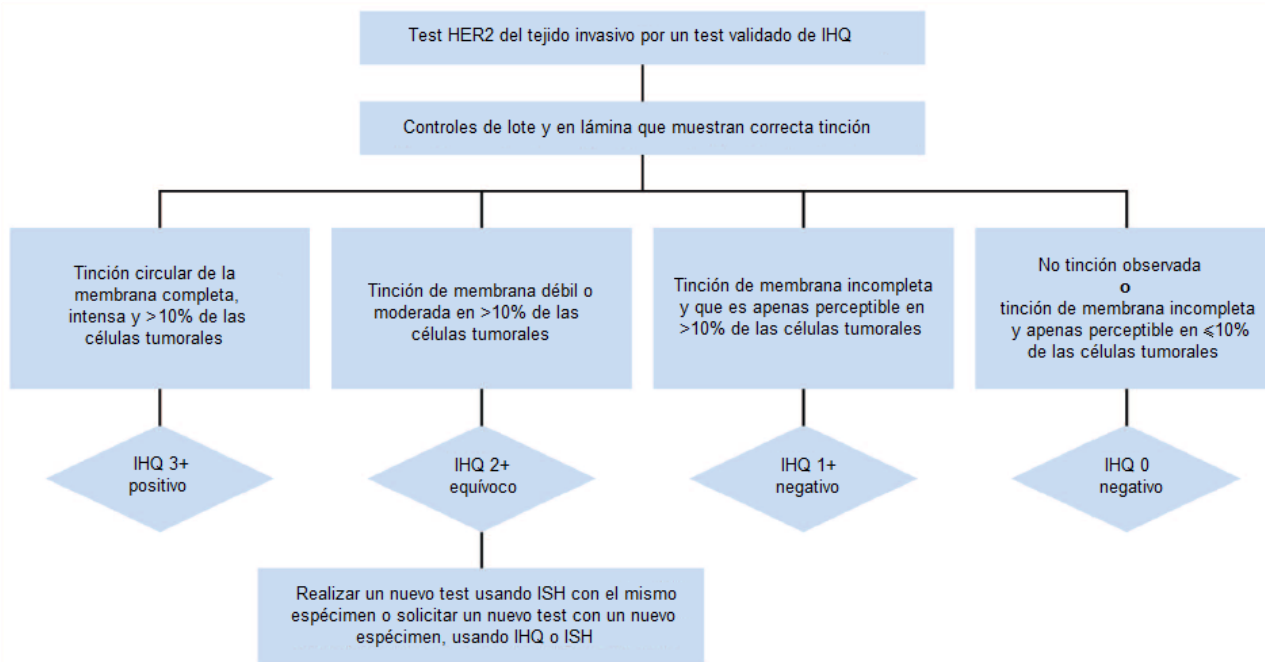 Test HER2 del tejido invasivo por un test validado de IHQ
Controles de lote y en lámina que muestran correcta tinción
Tinción circular de la
membrana completa,
intensa y >10% de las
células tumorales
Tinción de membrana débil o
moderada en >10% de las
células tumorales
Tinción de membrana incompleta
y que es apenas perceptible en
>10% de las células tumorales
No tinción observada
o
tinción de membrana incompleta
y apenas perceptible en ⩽10%
de las células tumorales
IHQ 3+
positivo
IHQ 2+
equívoco
IHQ 1+
negativo
IHQ 0
negativo
Realizar un nuevo test usando ISH con el mismo
espécimen o solicitar un nuevo test con un nuevo
espécimen, usando IHQ o ISH